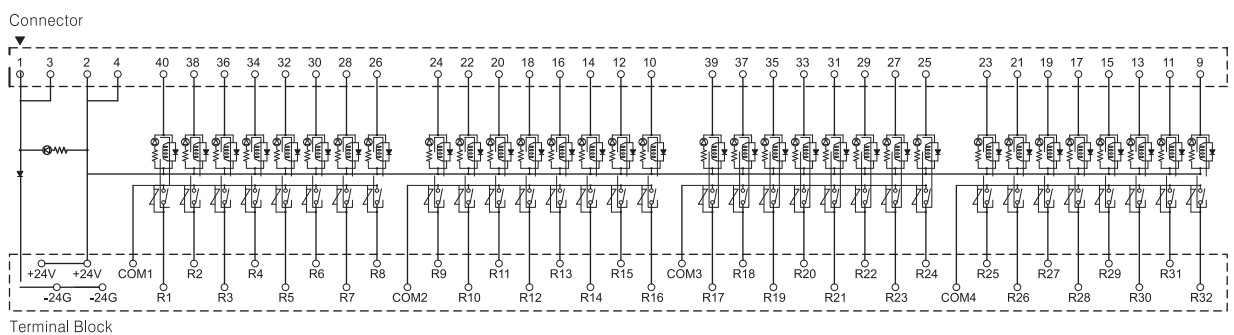 Connector
1 3 2 4 40 38 36 34 32 30 28 26 24 22 20 18 16 14 12 10 39 37 35 33 31 29 27 25 23 21 19 17 15 13 11 9
+24V +24V COM1 R2 R4 R6 R8 R9 R11 R13 R15 COM3 R18 R20 R22 R24 R25 R27 R29 R31
-24G -24G R1 R3 R5 R7 COM2 R10 R12 R14 R16 R17 R19 R21 R23 COM4 R26 R28 R30 R32
Terminal Block